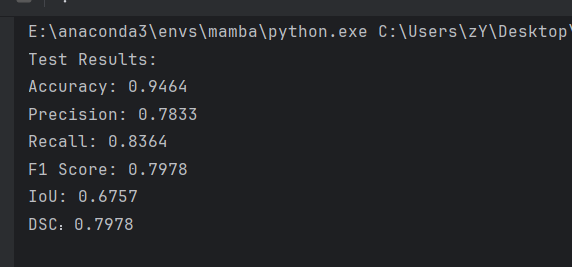 E:\anaconda3\envs\mamba\python.exe C:\Users\zY\Desktop\
Test Results:
Accuracy: 0.9464
Precision: 0.7833
Recall: 0.8364
F1 Score: 0.7978
IoU: 0.6757
DSC：0.7978